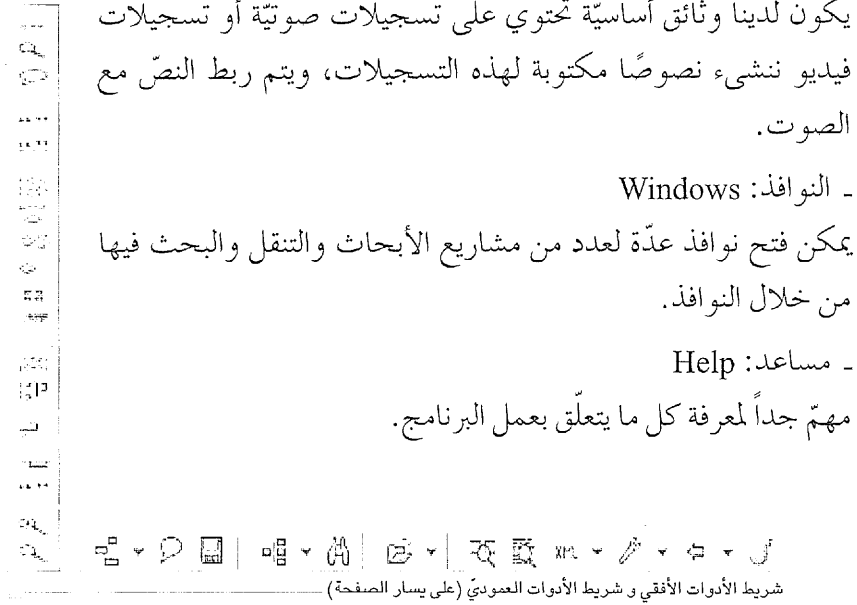 يكون لدينا وثائق أساسيّة تحتوي على تسجيلات صوتيّة أو تسجيلات
فيديو ننشىء نصوصًا مكتوبة لهذه التسجيلات، ويتم ربط النصّ مع
الصوت.
ـ النوافذ: Windows
يمكن فتح نوافذ عدّة لعدد من مشاريع الأبحاث والتنقل والبحث فيها
من خلال النوافذ.
ـ مساعد: Help
مهمّ جداً لمعرفة كل ما يتعلّق بعمل البرنامج.
XML
شريط الأدوات الأفقي و شريط الأدوات العموديّ (على يسار الصفحة)